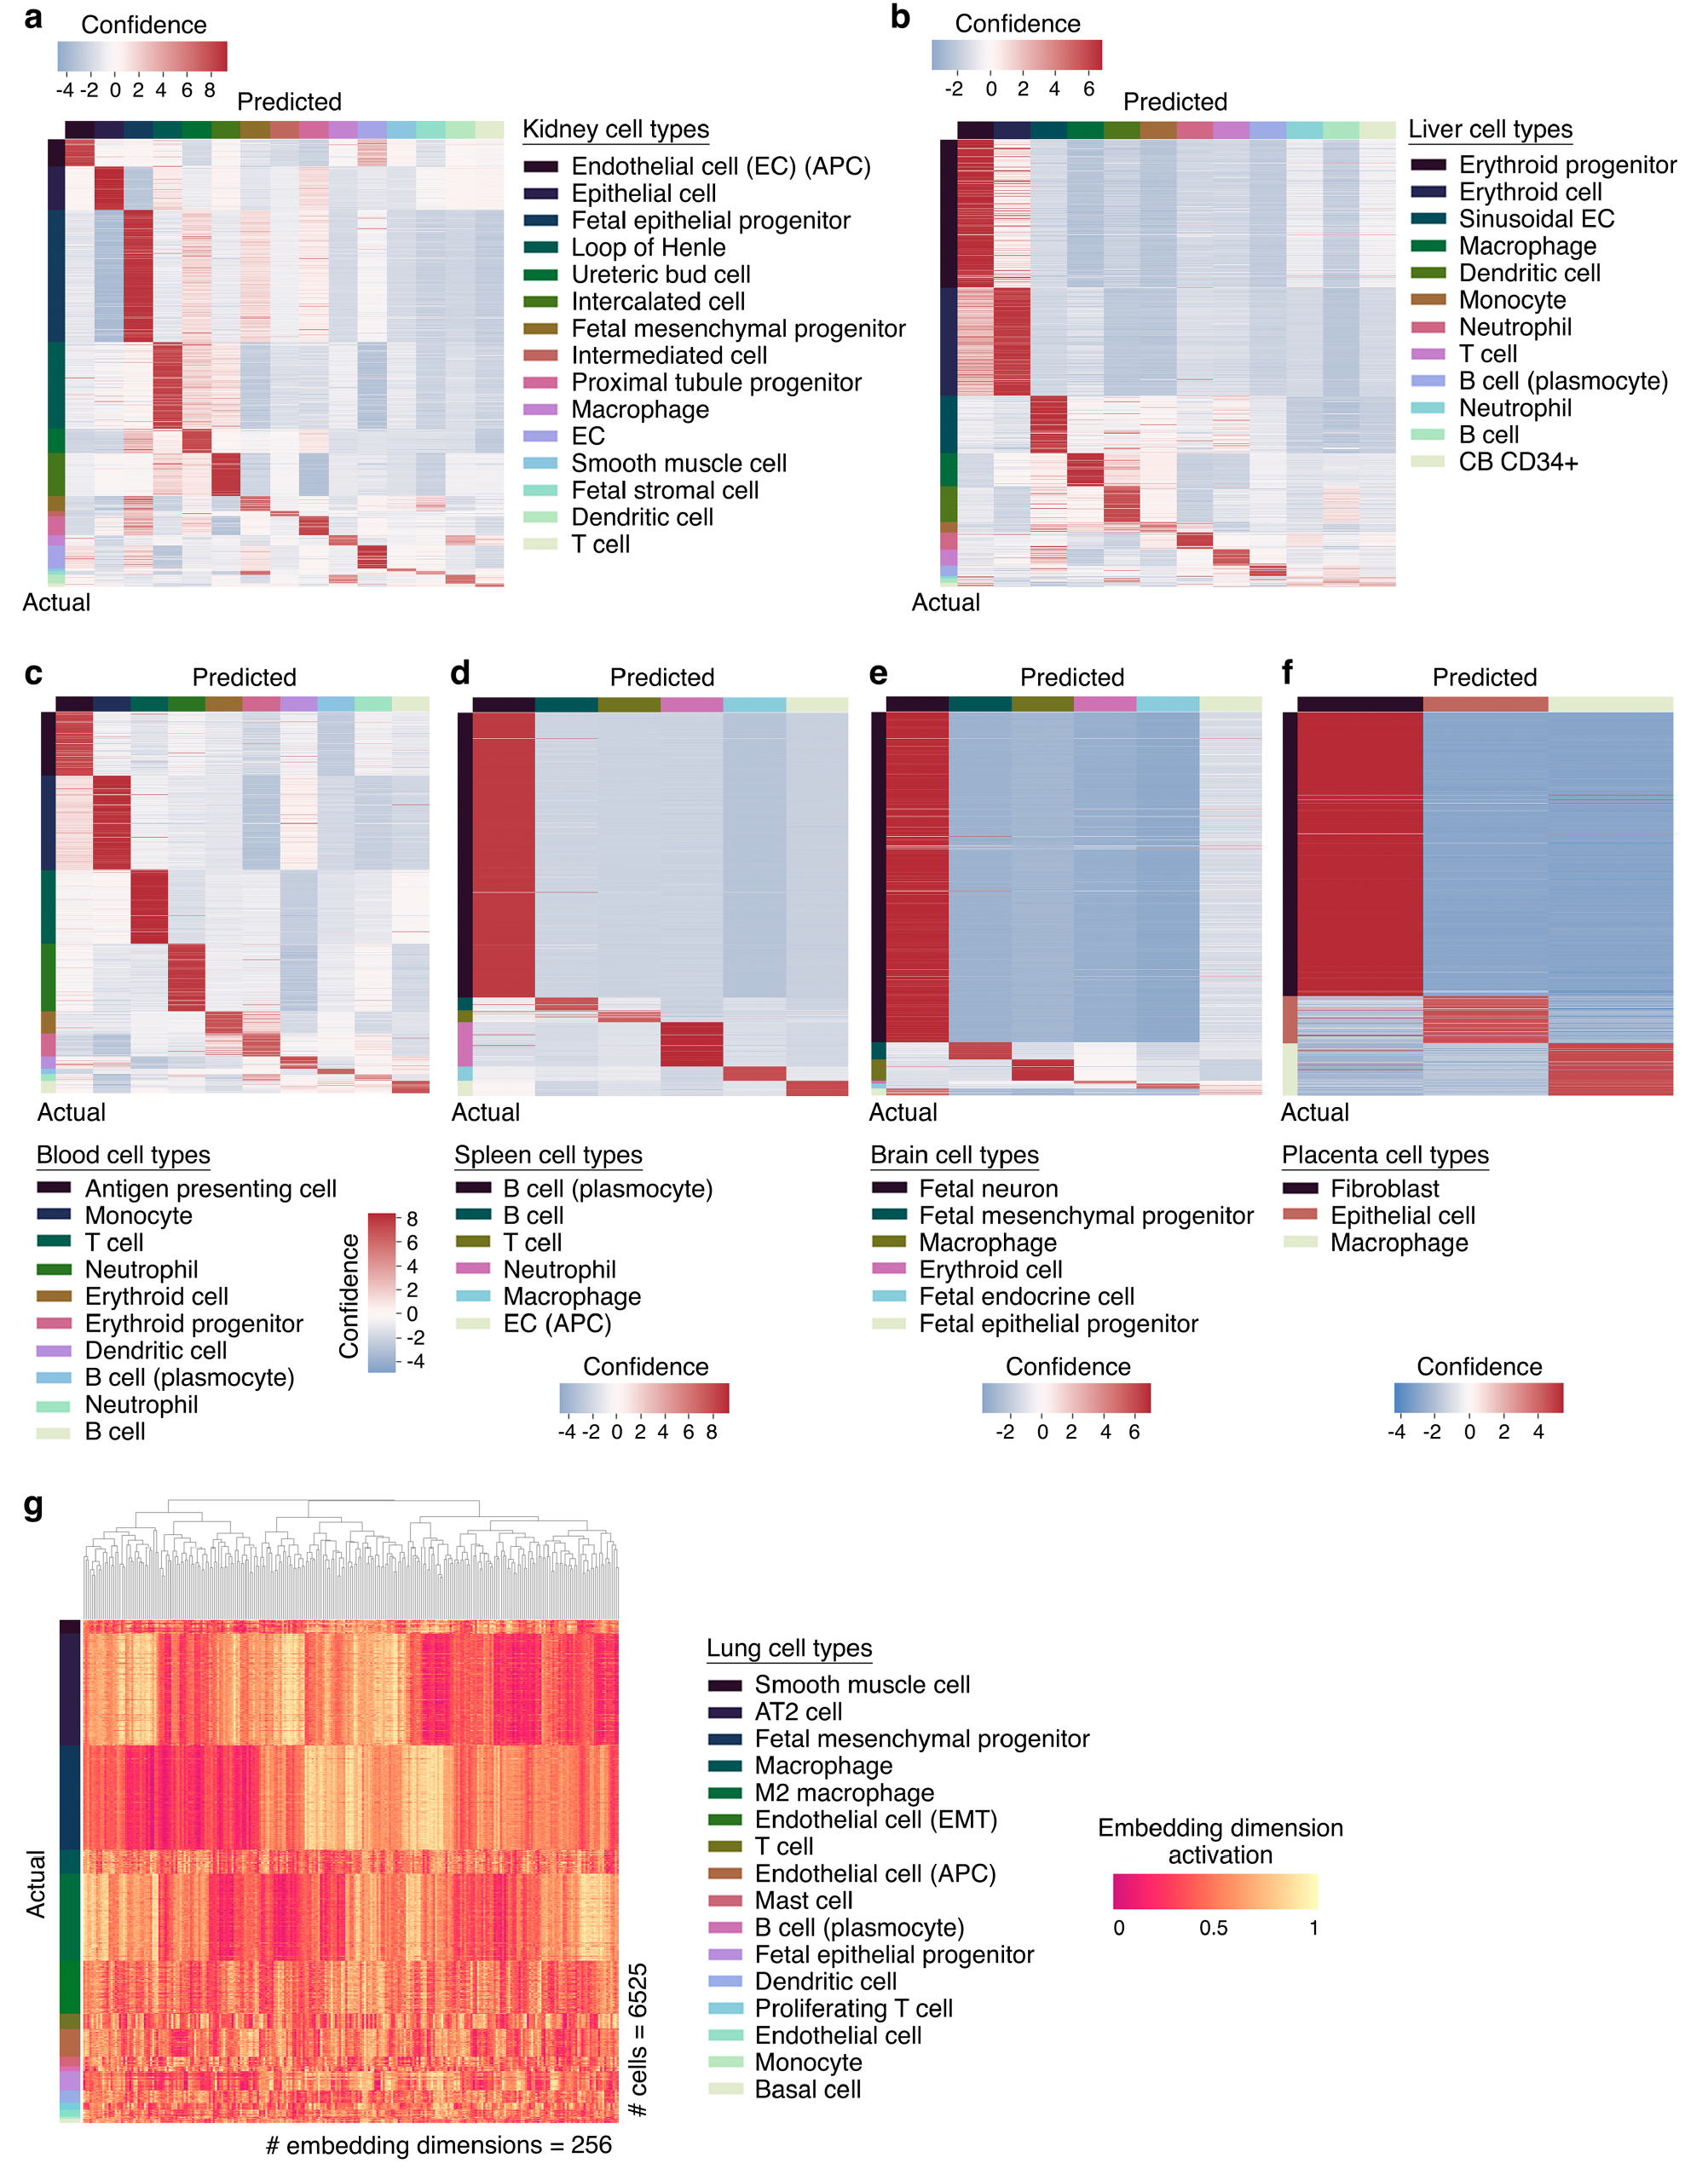 a
Confidence
-4 -2 0 2 4 6 8
Predicted
Actual
Kidney cell types
Endothelial cell (EC) (APC)
Epithelial cell
Fetal epithelial progenitor
Loop of Henle
Ureteric bud cell
Intercalated cell
Fetal mesenchymal progenitor
Intermediated cell
Proximal tubule progenitor
Macrophage
EC
Smooth muscle cell
Fetal stromal cell
Dendritic cell
T cell
b
Confidence
-2 0 2 4 6
Predicted
Actual
Liver cell types
Erythroid progenitor
Erythroid cell
Sinusoidal EC
Macrophage
Dendritic cell
Monocyte
Neutrophil
T cell
B cell (plasmocyte)
Neutrophil
B cell
CB CD34+
c
Predicted
Actual
Blood cell types
Antigen presenting cell
Monocyte
T cell
Neutrophil
Erythroid cell
Erythroid progenitor
Dendritic cell
B cell (plasmocyte)
Neutrophil
B cell
Confidence
8
6
4
2
0
-2
-4
d
Predicted
Actual
Spleen cell types
B cell (plasmocyte)
B cell
T cell
Neutrophil
Macrophage
EC (APC)
Confidence
-4 -2 0 2 4 6 8
e
Predicted
Actual
Brain cell types
Fetal neuron
Fetal mesenchymal progenitor
Macrophage
Erythroid cell
Fetal endocrine cell
Fetal epithelial progenitor
Confidence
-2 0 2 4 6
f
Predicted
Actual
Placenta cell types
Fibroblast
Epithelial cell
Macrophage
Confidence
-4 -2 0 2 4
g
Actual
# cells = 6525
# embedding dimensions = 256
Lung cell types
Smooth muscle cell
AT2 cell
Fetal mesenchymal progenitor
Macrophage
M2 macrophage
Endothelial cell (EMT)
T cell
Endothelial cell (APC)
Mast cell
B cell (plasmocyte)
Fetal epithelial progenitor
Dendritic cell
Proliferating T cell
Endothelial cell
Monocyte
Basal cell
Embedding dimension
activation
0 0.5 1